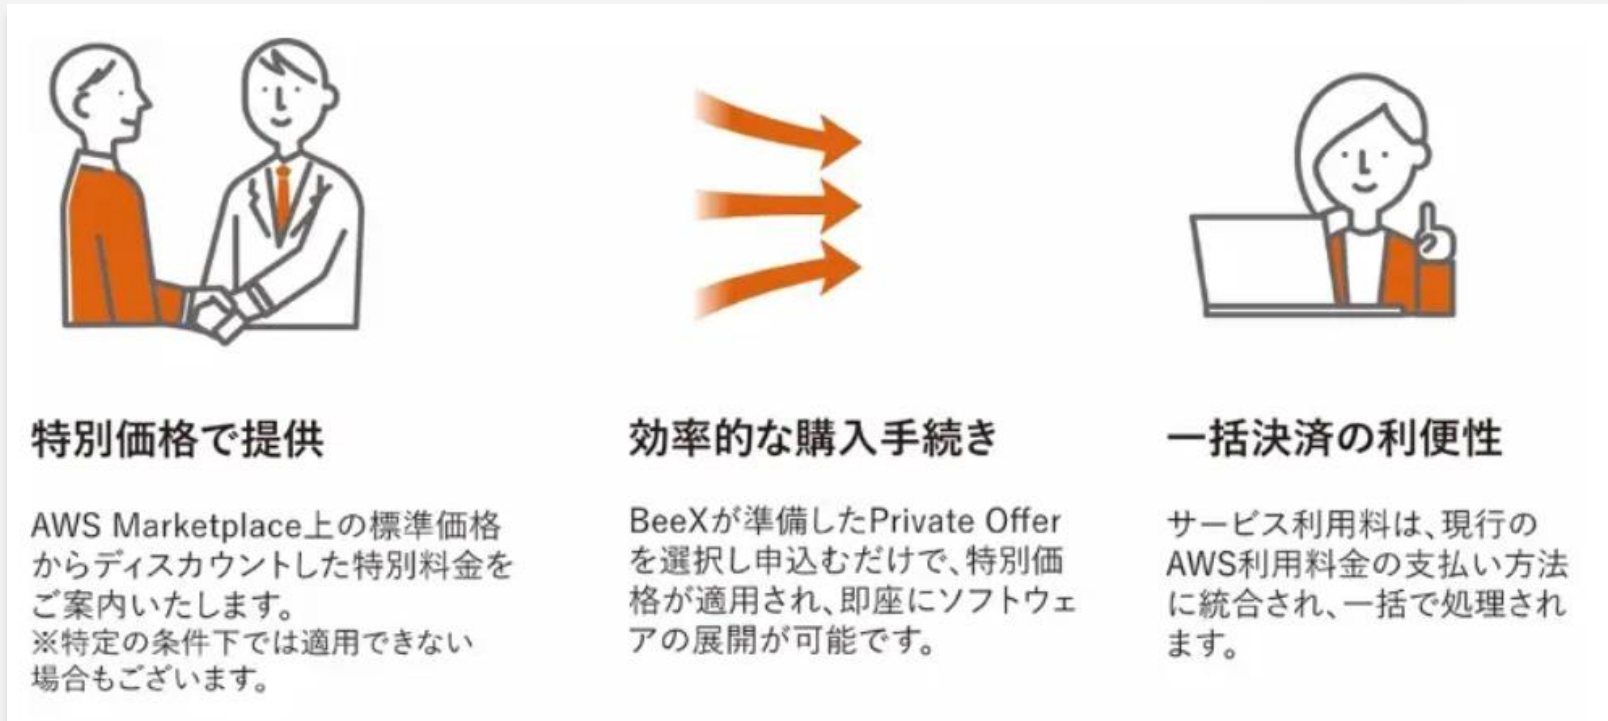 特別価格で提供
AWS Marketplace上の標準価格
からディスカウントした特別料金を
ご案内いたします。
※特定の条件下では適用できない
場合もございます。
効率的な購入手続き
BeeXが準備したPrivate Offer
を選択し申込むだけで、特別価
格が適用され、即座にソフトウェ
アの展開が可能です。
一括決済の利便性
サービス利用料は、現行の
AWS利用料金の支払い方法
に統合され、一括で処理され
ます。